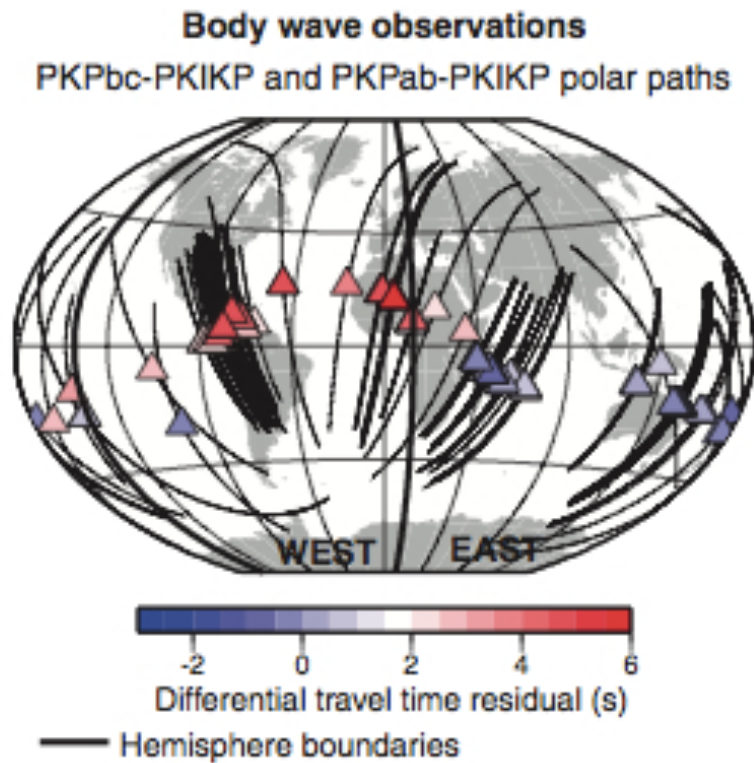 Body wave observations
PKPbc-PKIKP and PKPab-PKIKP polar paths
WEST EAST
-2 0 2 4 6
Differential travel time residual (s)
Hemisphere boundaries